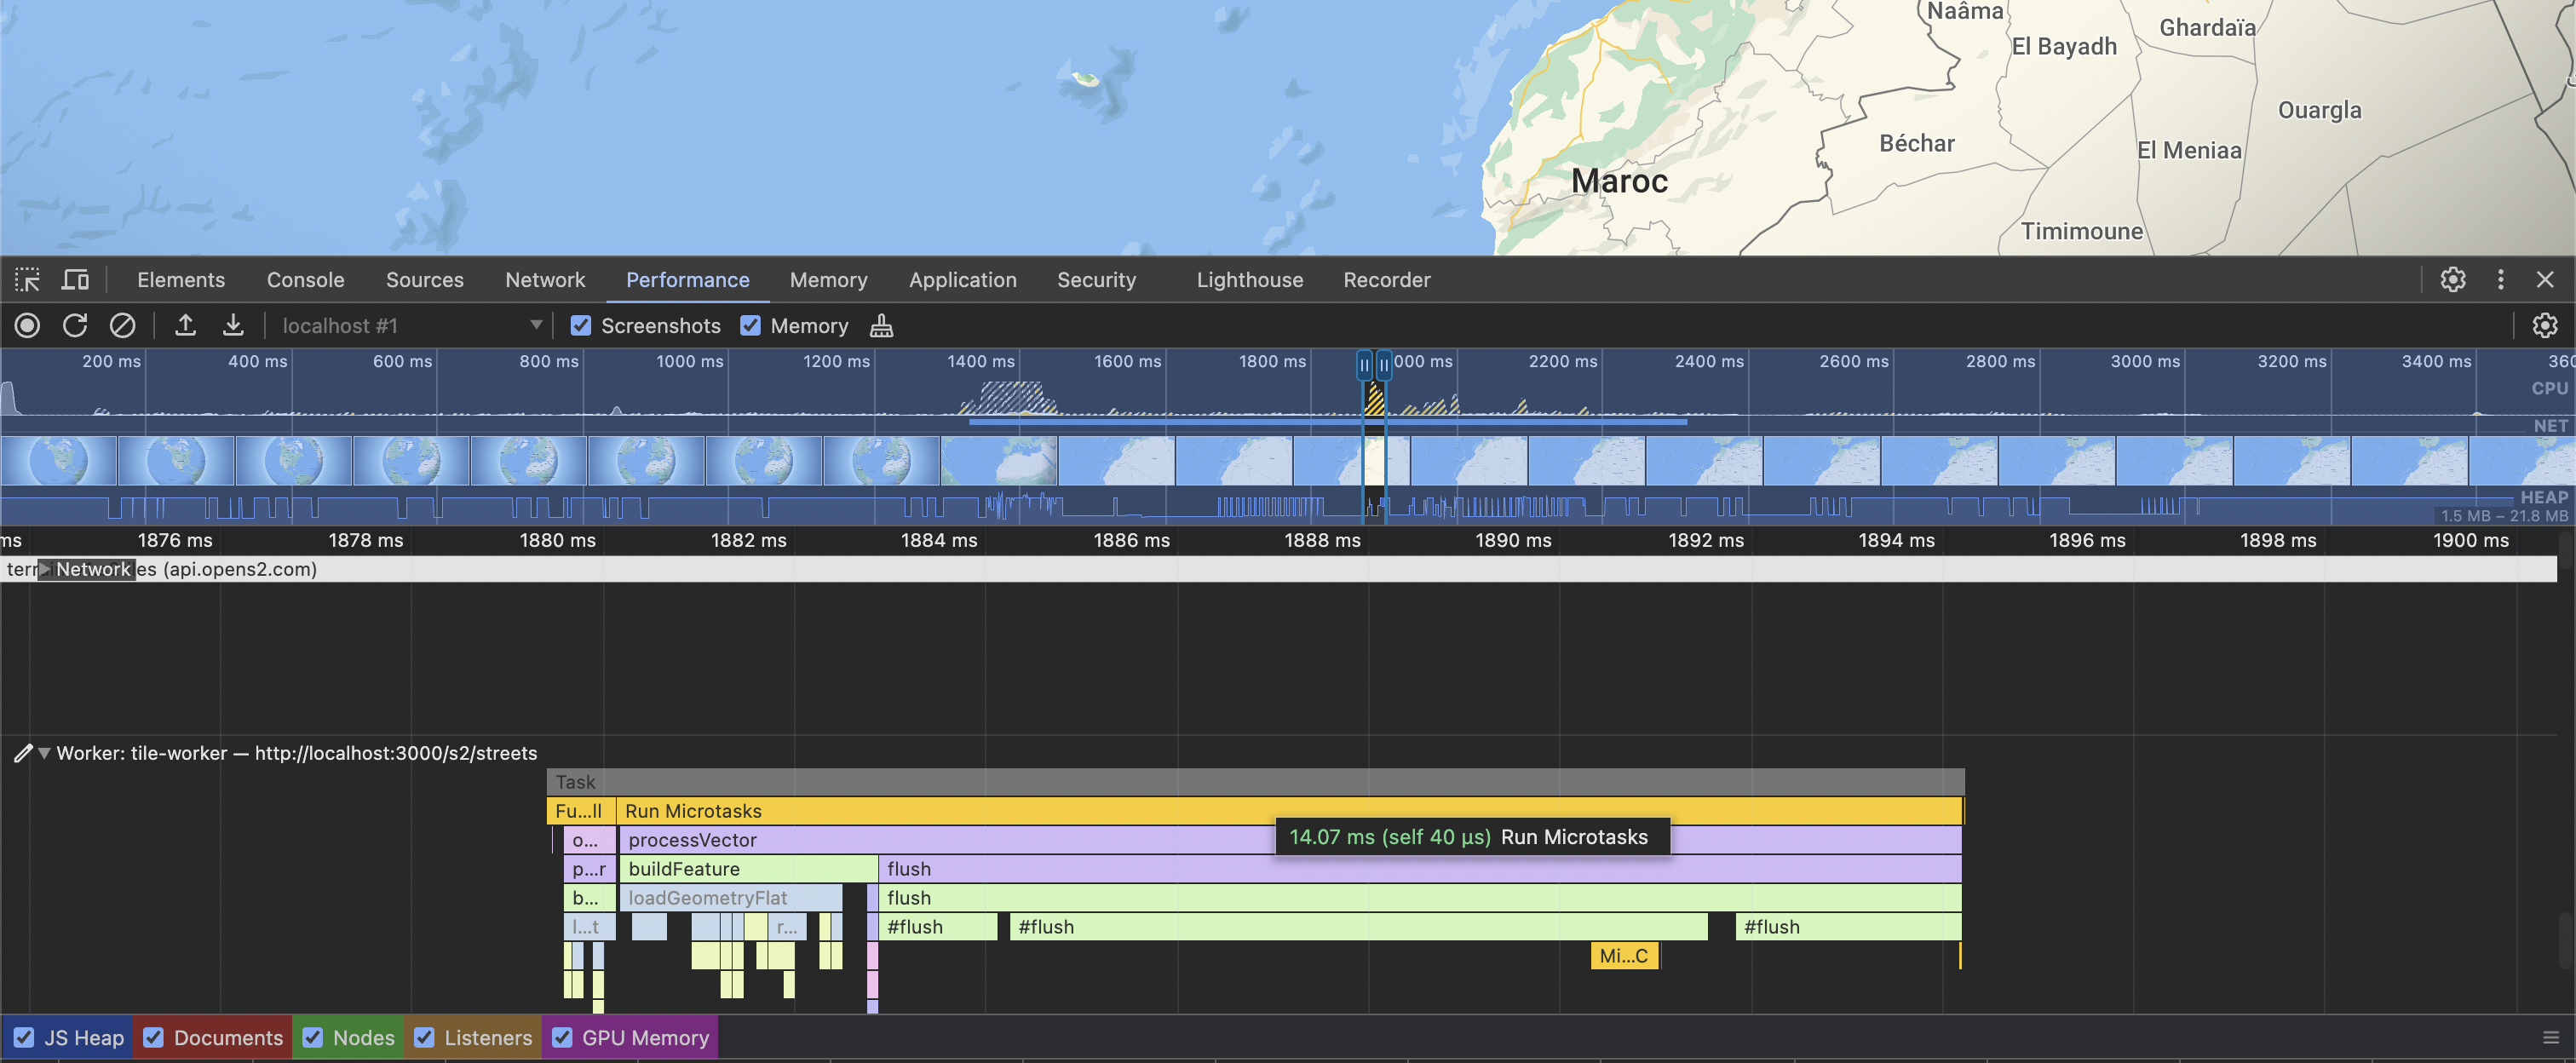 Naâma
Ghardaïa
El Bayadh
Ouargla
Béchar
El Meniaa
Maroc
Timimoune
Elements Console Sources Network Performance Memory Application Security Lighthouse Recorder
localhost #1 Screenshots Memory
200 ms 400 ms 600 ms 800 ms 1000 ms 1200 ms 1400 ms 1600 ms 1800 ms 000 ms 2200 ms 2400 ms 2600 ms 2800 ms 3000 ms 3200 ms 3400 ms 360
CPU
NET
HEAP
1.5 MB – 21.8 MB
ms 1876 ms 1878 ms 1880 ms 1882 ms 1884 ms 1886 ms 1888 ms 1890 ms 1892 ms 1894 ms 1896 ms 1898 ms 1900 ms
terr Network es (api.opens2.com)
Worker: tile-worker — http://localhost:3000/s2/streets
Task
Fu...ll Run Microtasks
o... processVector 14.07 ms (self 40 µs) Run Microtasks
p...r buildFeature flush
b... loadGeometryFlat flush
l...t r... #flush #flush #flush
Mi...C
JS Heap Documents Nodes Listeners GPU Memory